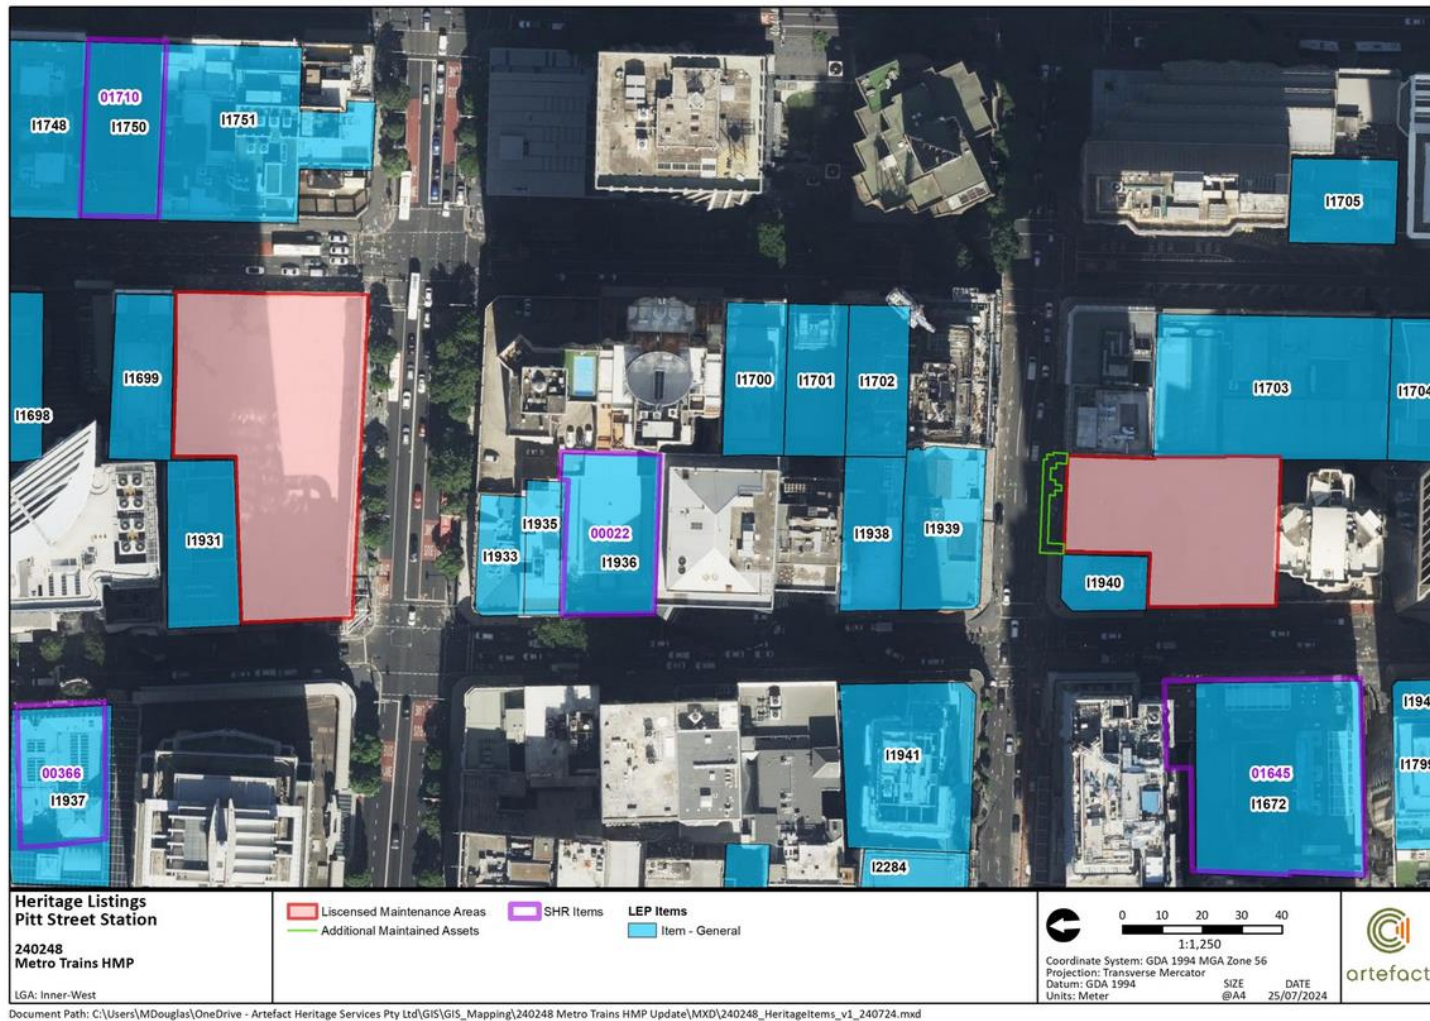 01710
I1748
I1750
I1751
I1705
I1699
I1698
I1700
I1701
I1702
I1703
I1704
I1931
I1933
I1935
00022
I1936
I1938
I1939
I1940
00366
I1937
I1941
I2284
01645
I1672
I194
I1799
Heritage Listings
Pitt Street Station
240248
Metro Trains HMP
LGA: Inner-West
Liscensed Maintenance Areas
Additional Maintained Assets
SHR Items
LEP Items
Item - General
0 10 20 30 40
1:1,250
Coordinate System: GDA 1994 MGA Zone 56
Projection: Transverse Mercator
Datum: GDA 1994
Units: Meter
SIZE
@A4
DATE
25/07/2024
artefact
Document Path: C:\Users\MDouglas\OneDrive - Artefact Heritage Services Pty Ltd\GIS\GIS_Mapping\240248 Metro Trains HMP Update\MXD\240248_HeritageItems_v1_240724.mxd